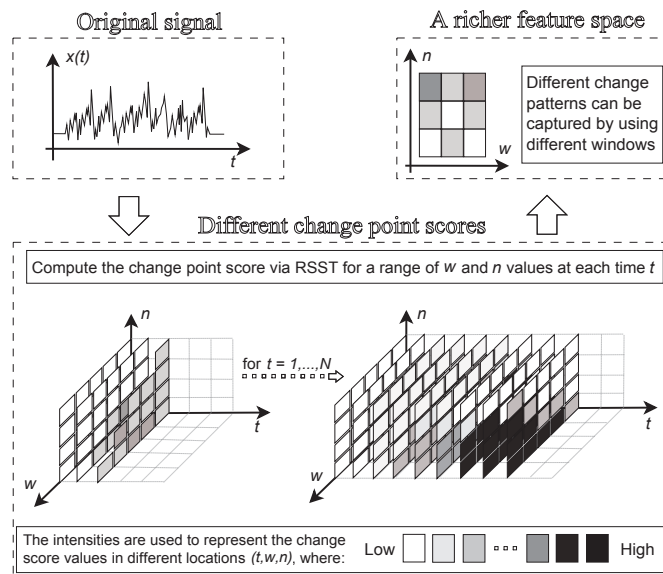 Original signal
A richer feature space
x(t)
t
n
w
Different change
patterns can be
captured by using
different windows
Different change point scores
Compute the change point score via RSST for a range of w and n values at each time t
n
t
w
for t = 1,...,N
n
t
w
The intensities are used to represent the change
score values in different locations (t,w,n), where:
Low
High